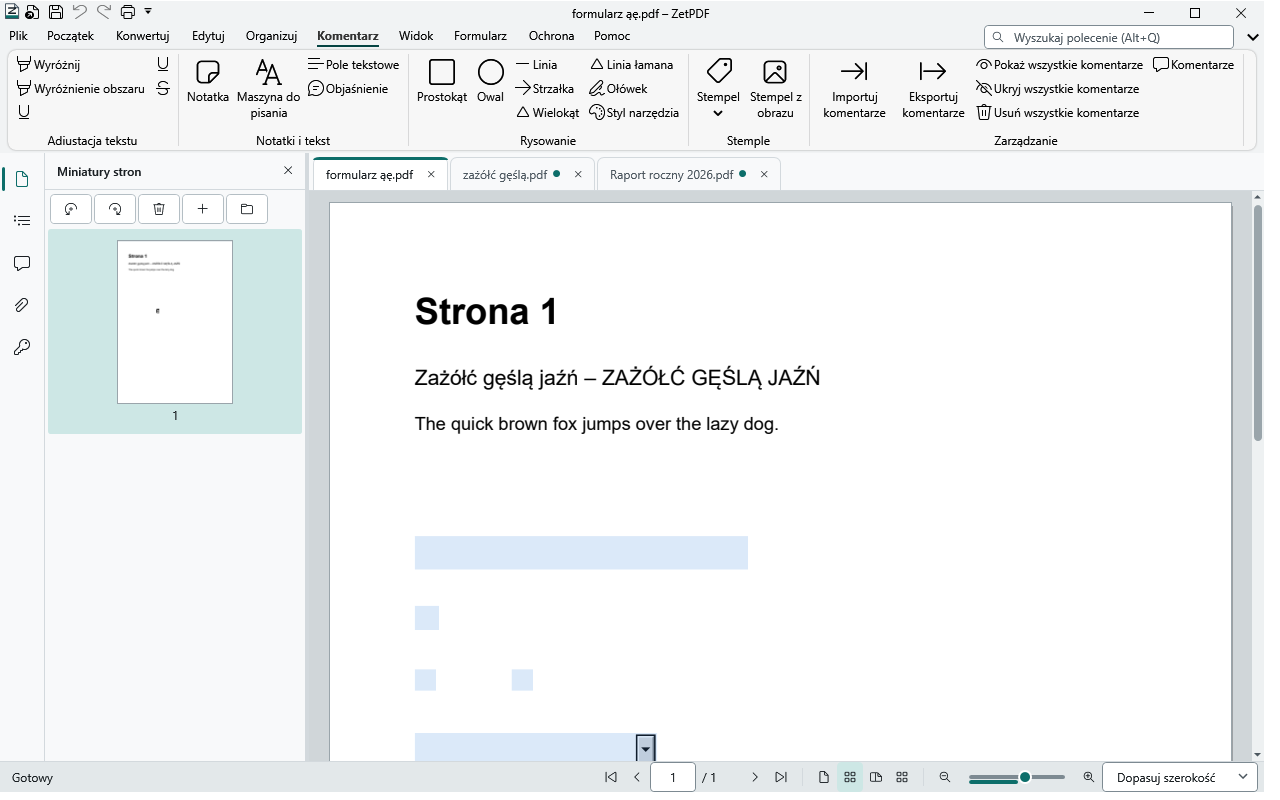 formularz ąę.pdf – ZetPDF
Plik Początek Konwertuj Edytuj Organizuj Komentarz Widok Formularz Ochrona Pomoc
Wyszukaj polecenie (Alt+Q)
Wyróżnij
Wyróżnienie obszaru
Adiustacja tekstu
Notatka
Maszyna do pisania
Pole tekstowe
Objaśnienie
Notatki i tekst
Prostokąt
Owal
Linia
Strzałka
Wielokąt
Linia łamana
Ołówek
Styl narzędzia
Rysowanie
Stempel
Stempel z obrazu
Stemple
Importuj komentarze
Eksportuj komentarze
Pokaż wszystkie komentarze
Ukryj wszystkie komentarze
Usuń wszystkie komentarze
Komentarze
Zarządzanie
Miniatury stron
formularz ąę.pdf
zażółć gęślą.pdf
Raport roczny 2026.pdf
Strona 1
1
Strona 1
Zażółć gęślą jaźń – ZAŻÓŁĆ GĘŚLĄ JAŹŃ
The quick brown fox jumps over the lazy dog.
Gotowy
1 / 1
Dopasuj szerokość